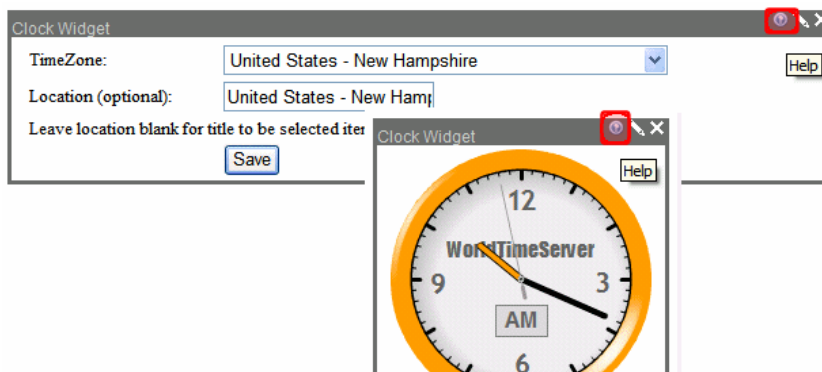 Clock Widget
TimeZone:
United States - New Hampshire
Help
Location (optional):
United States - New Hamp
Leave location blank for title to be selected iter
Save
Clock Widget
Help
12
WorldTimeServer
9
3
AM
6